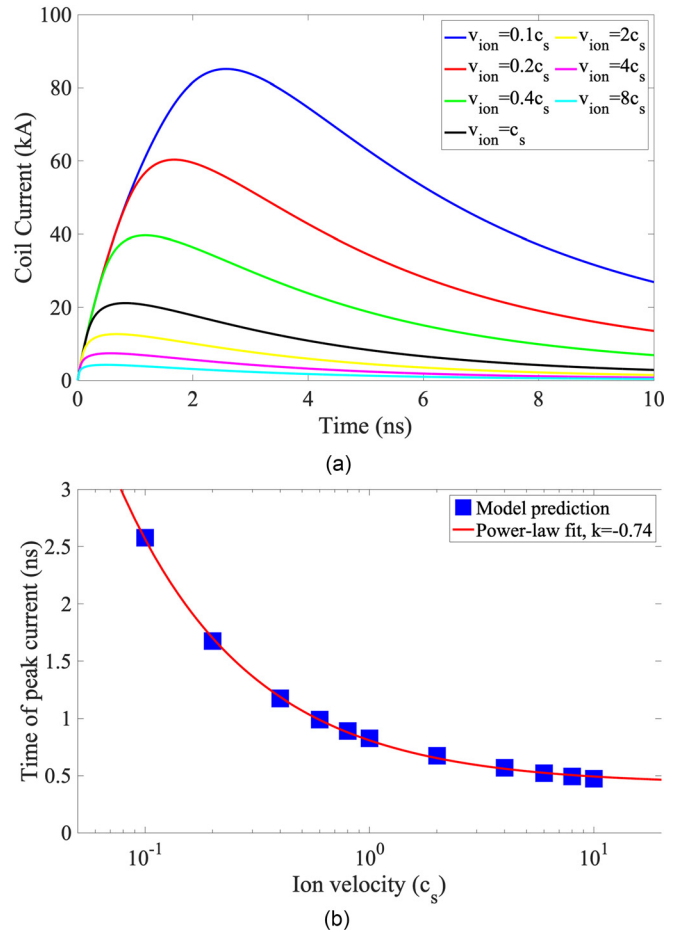 100
80
60
40
20
0
Coil Current (kA)
v_ion=0.1c_s
v_ion=0.2c_s
v_ion=0.4c_s
v_ion=c_s
v_ion=2c_s
v_ion=4c_s
v_ion=8c_s
0 2 4 6 8 10
Time (ns)
(a)
3
2.5
2
1.5
1
0.5
0
Time of peak current (ns)
Model prediction
Power-law fit, k=-0.74
10^-1 10^0 10^1
Ion velocity (c_s)
(b)